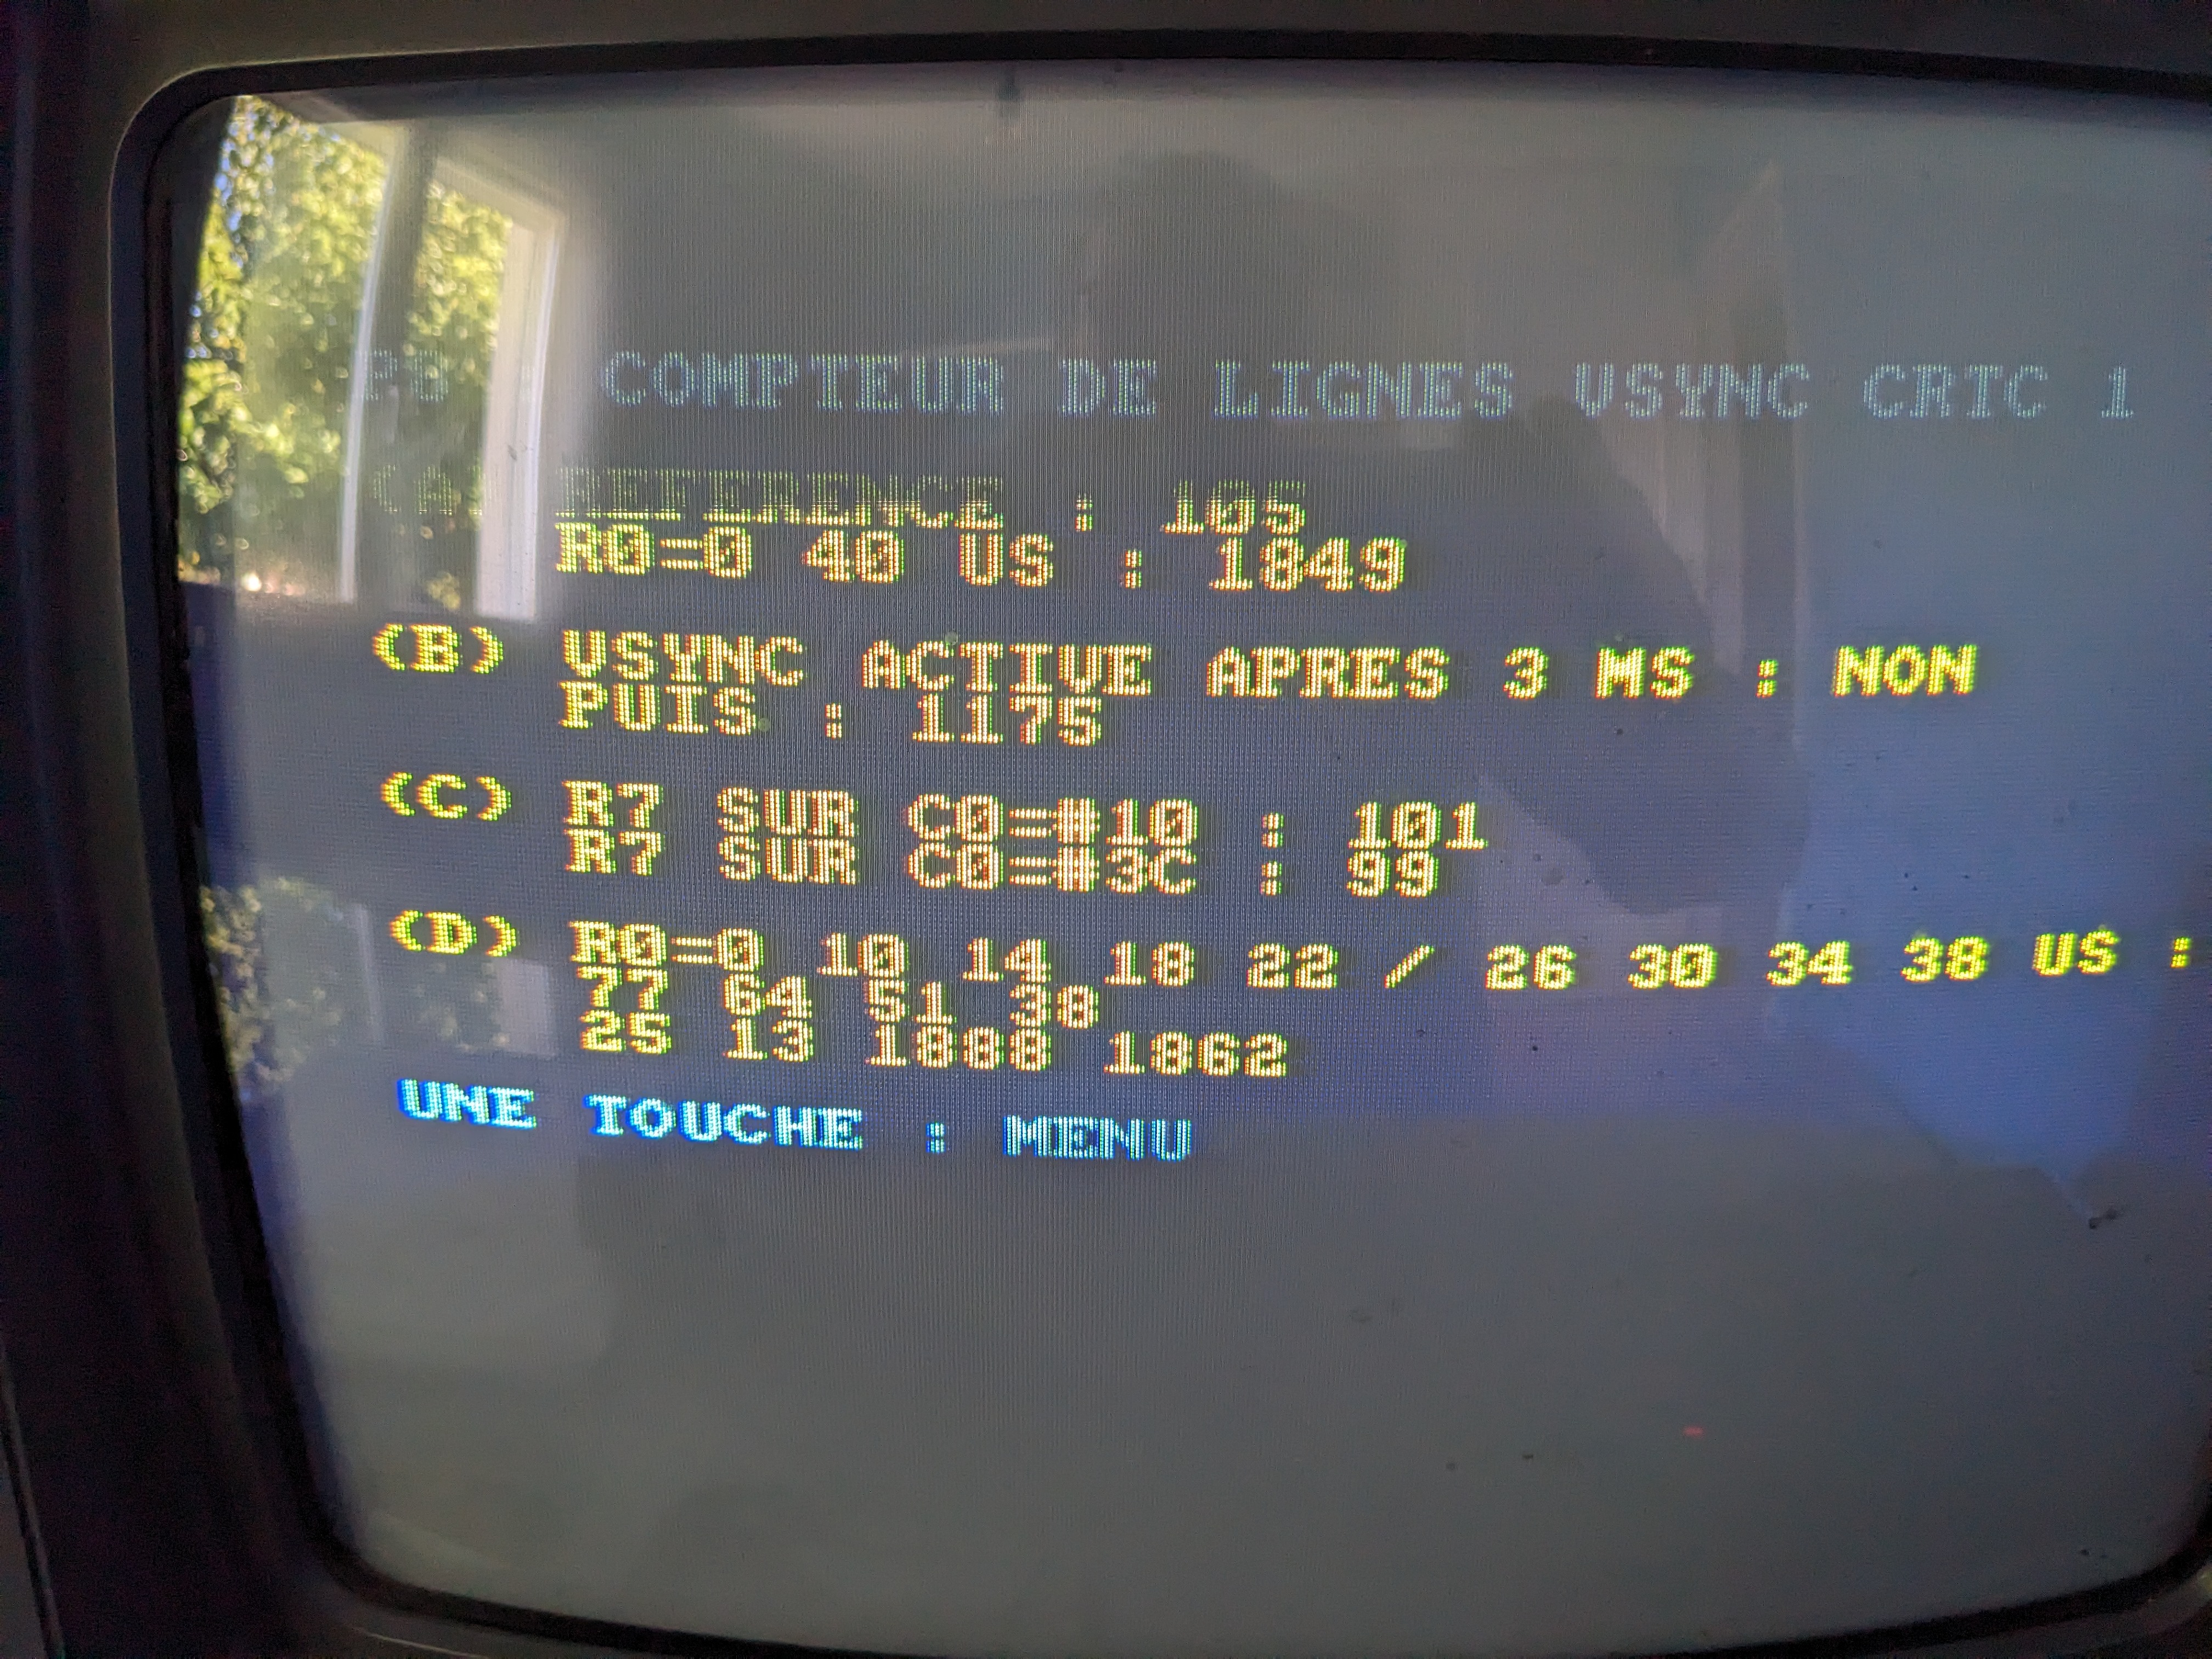 P3 COMPTEUR DE LIGNES VSYNC CRTC 1
(A) REFERENCE : 105
R0=0 40 US : 1849
(B) VSYNC ACTIVE APRES 3 MS : NON
PUIS : 1175
(C) R7 SUR C0=#10 : 101
R7 SUR C0=#3C : 99
(D) R0=0 10 14 18 22 / 26 30 34 38 US :
77 64 51 38
25 13 1888 1862
UNE TOUCHE : MENU